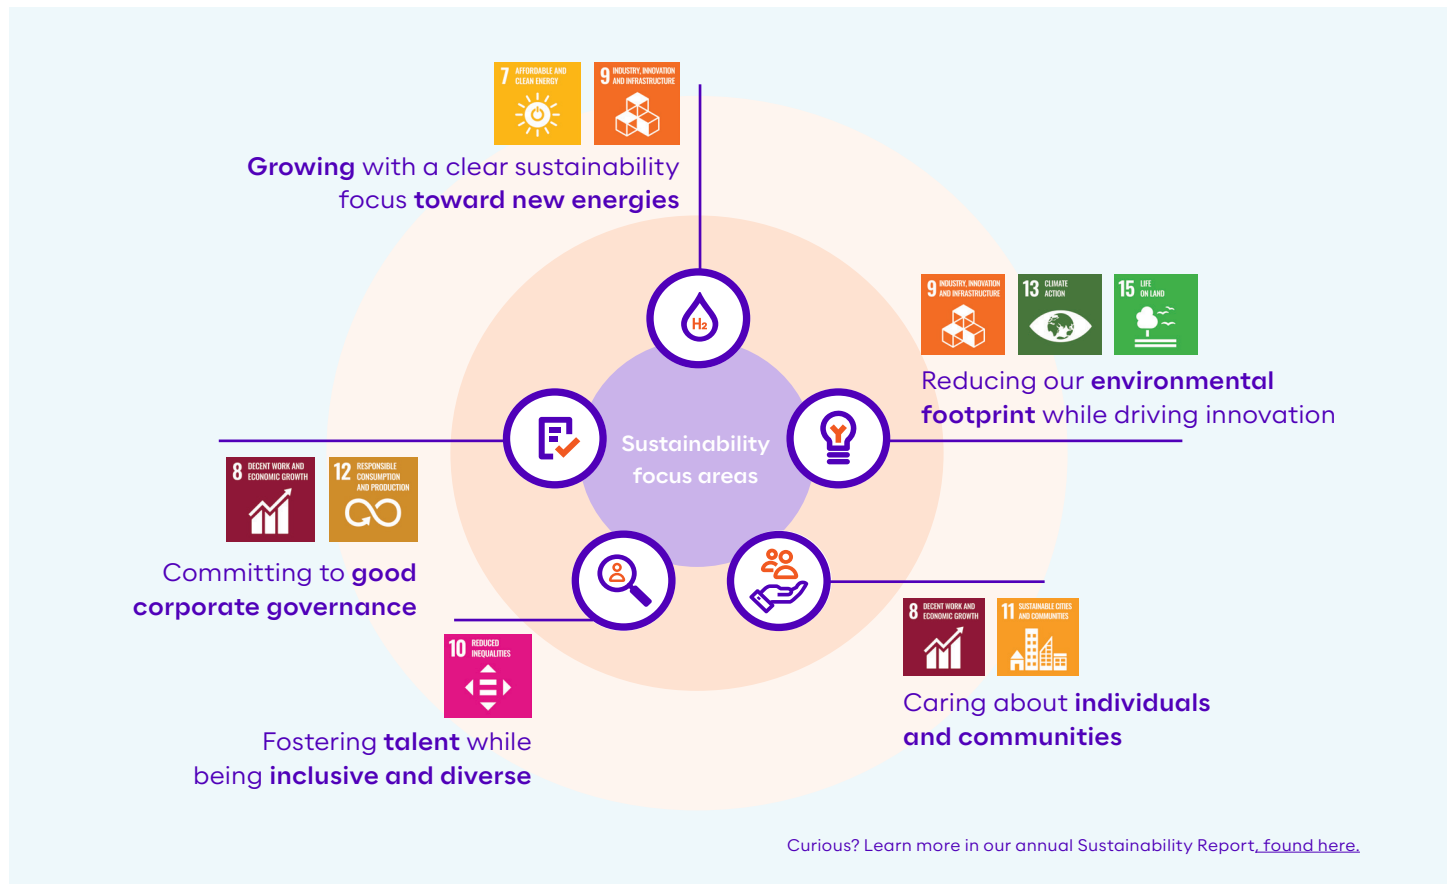 7 AFFORDABLE AND
CLEAN ENERGY
9 INDUSTRY, INNOVATION
AND INFRASTRUCTURE
Growing with a clear sustainability
focus toward new energies
H2
9 INDUSTRY, INNOVATION
AND INFRASTRUCTURE
13 CLIMATE
ACTION
15 LIFE
ON LAND
Reducing our environmental
footprint while driving innovation
Sustainability
focus areas
8 DECENT WORK AND
ECONOMIC GROWTH
12 RESPONSIBLE
CONSUMPTION
AND PRODUCTION
Committing to good
corporate governance
8 DECENT WORK AND
ECONOMIC GROWTH
11 SUSTAINABLE CITIES
AND COMMUNITIES
Caring about individuals
and communities
10 REDUCED
INEQUALITIES
Fostering talent while
being inclusive and diverse
Curious? Learn more in our annual Sustainability Report, found here.